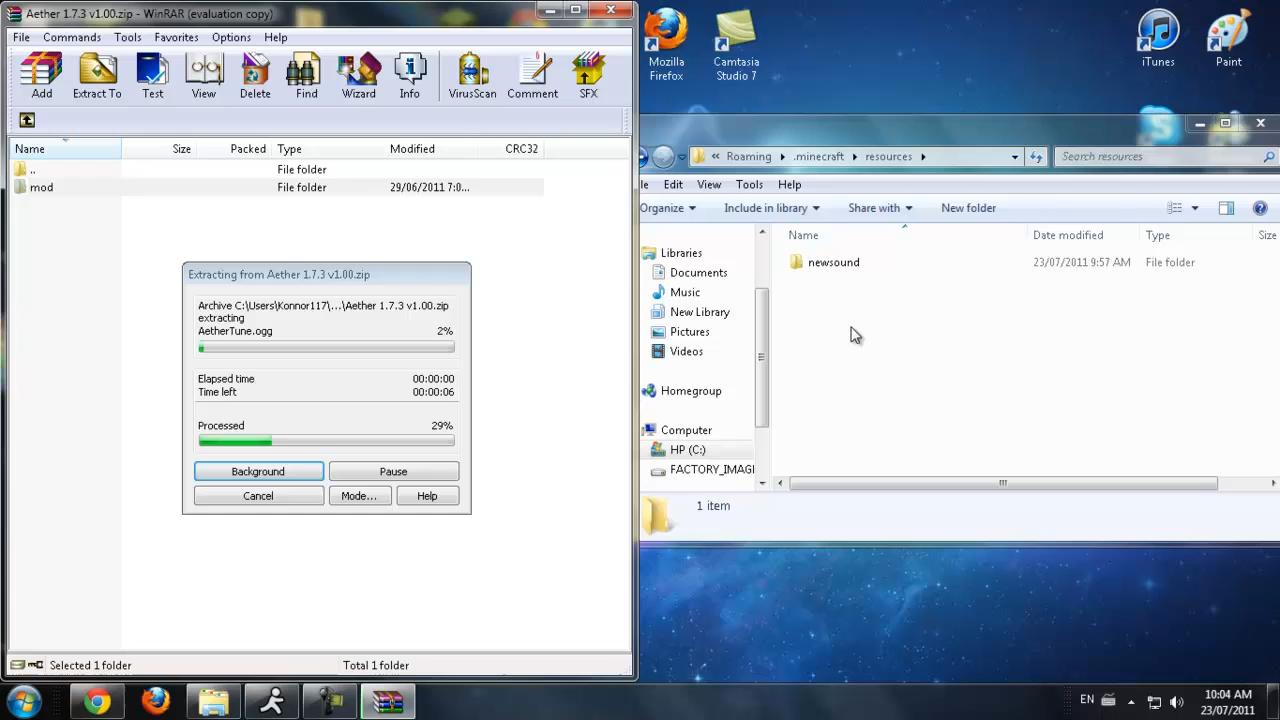 Aether 1.7.3 v1.00.zip - WinRAR (evaluation copy)
File Commands Tools Favorites Options Help
Add Extract To Test View Delete Find Wizard Info VirusScan Comment SFX
Name Size Packed Type Modified CRC32
.. File folder
mod File folder 29/06/2011 7:0...
Extracting from Aether 1.7.3 v1.00.zip
Archive C:\Users\Konnor117\...\Aether 1.7.3 v1.00.zip
extracting
AetherTune.ogg 2%
Elapsed time 00:00:00
Time left 00:00:06
Processed 29%
Background Pause
Cancel Mode... Help
Selected 1 folder Total 1 folder
Mozilla
Firefox
Camtasia
Studio 7
iTunes
Paint
« Roaming .minecraft resources
Search resources
Edit View Tools Help
Organize Include in library Share with New folder
Name Date modified Type Size
newsound 23/07/2011 9:57 AM File folder
Libraries
Documents
Music
New Library
Pictures
Videos
Homegroup
Computer
HP (C:)
FACTORY_IMAG
1 item
EN
10:04 AM
23/07/2011